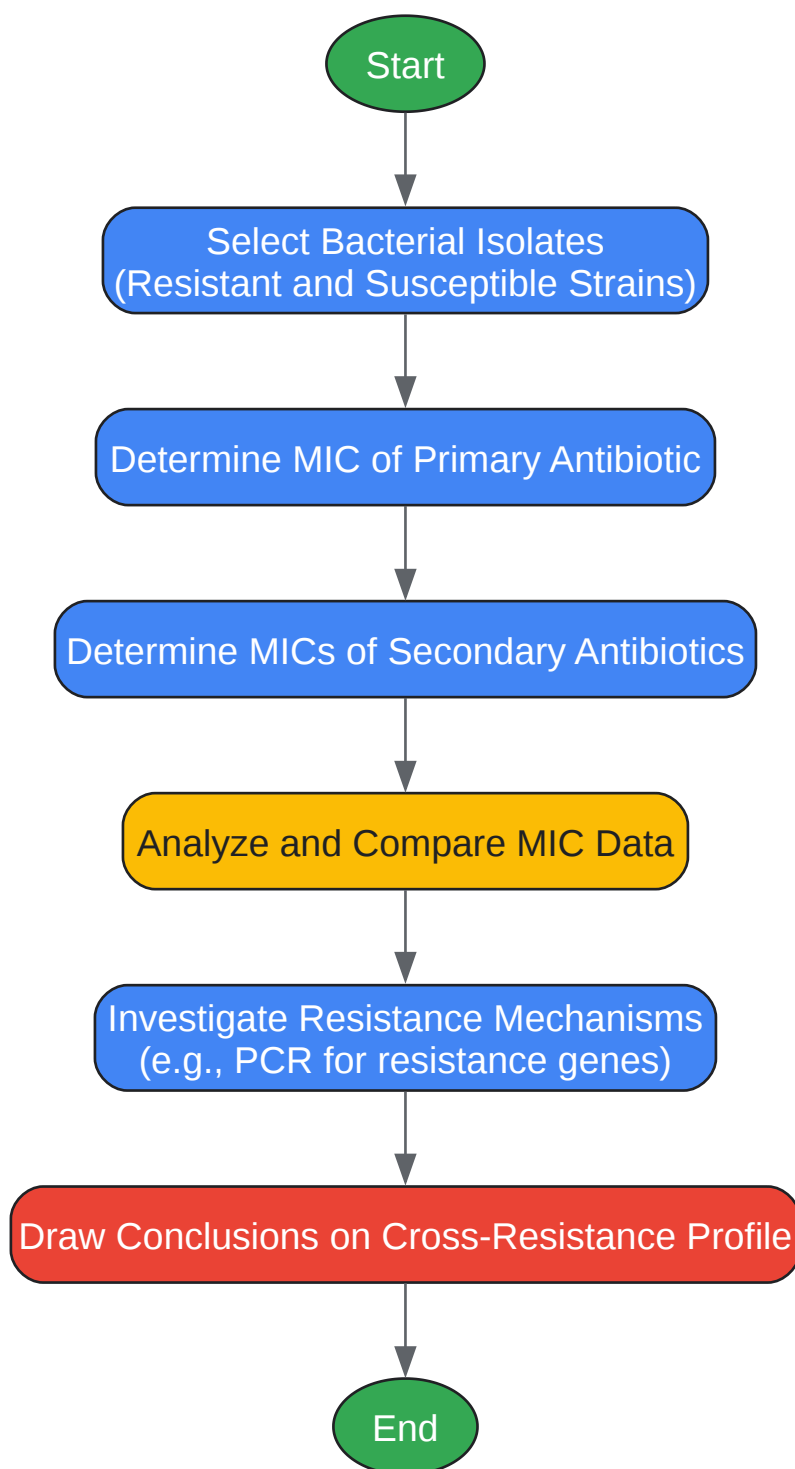 Start
Select Bacterial Isolates
(Resistant and Susceptible Strains)
Determine MIC of Primary Antibiotic
Determine MICs of Secondary Antibiotics
Analyze and Compare MIC Data
Investigate Resistance Mechanisms
(e.g., PCR for resistance genes)
Draw Conclusions on Cross-Resistance Profile
End